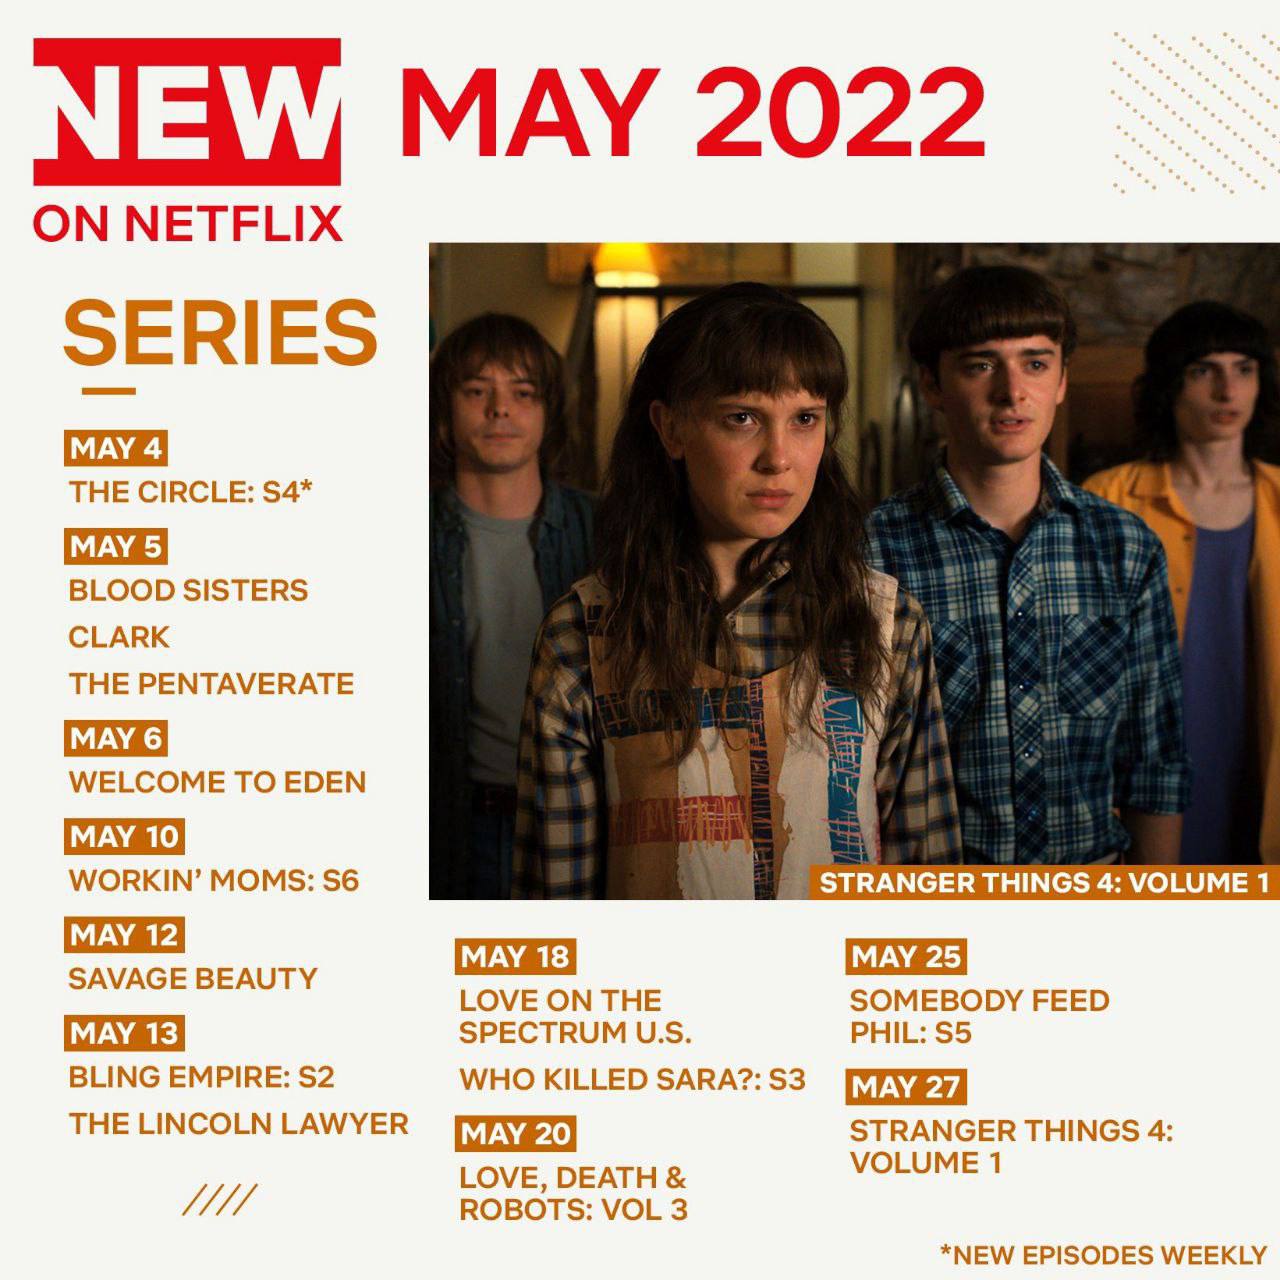 NEW
ON NETFLIX
MAY 2022
SERIES
MAY 4
THE CIRCLE: S4*
MAY 5
BLOOD SISTERS
CLARK
THE PENTAVERATE
MAY 6
WELCOME TO EDEN
MAY 10
WORKIN’ MOMS: S6
MAY 12
SAVAGE BEAUTY
MAY 13
BLING EMPIRE: S2
THE LINCOLN LAWYER
STRANGER THINGS 4: VOLUME 1
MAY 18
LOVE ON THE
SPECTRUM U.S.
WHO KILLED SARA?: S3
MAY 20
LOVE, DEATH &
ROBOTS: VOL 3
MAY 25
SOMEBODY FEED
PHIL: S5
MAY 27
STRANGER THINGS 4:
VOLUME 1
*NEW EPISODES WEEKLY